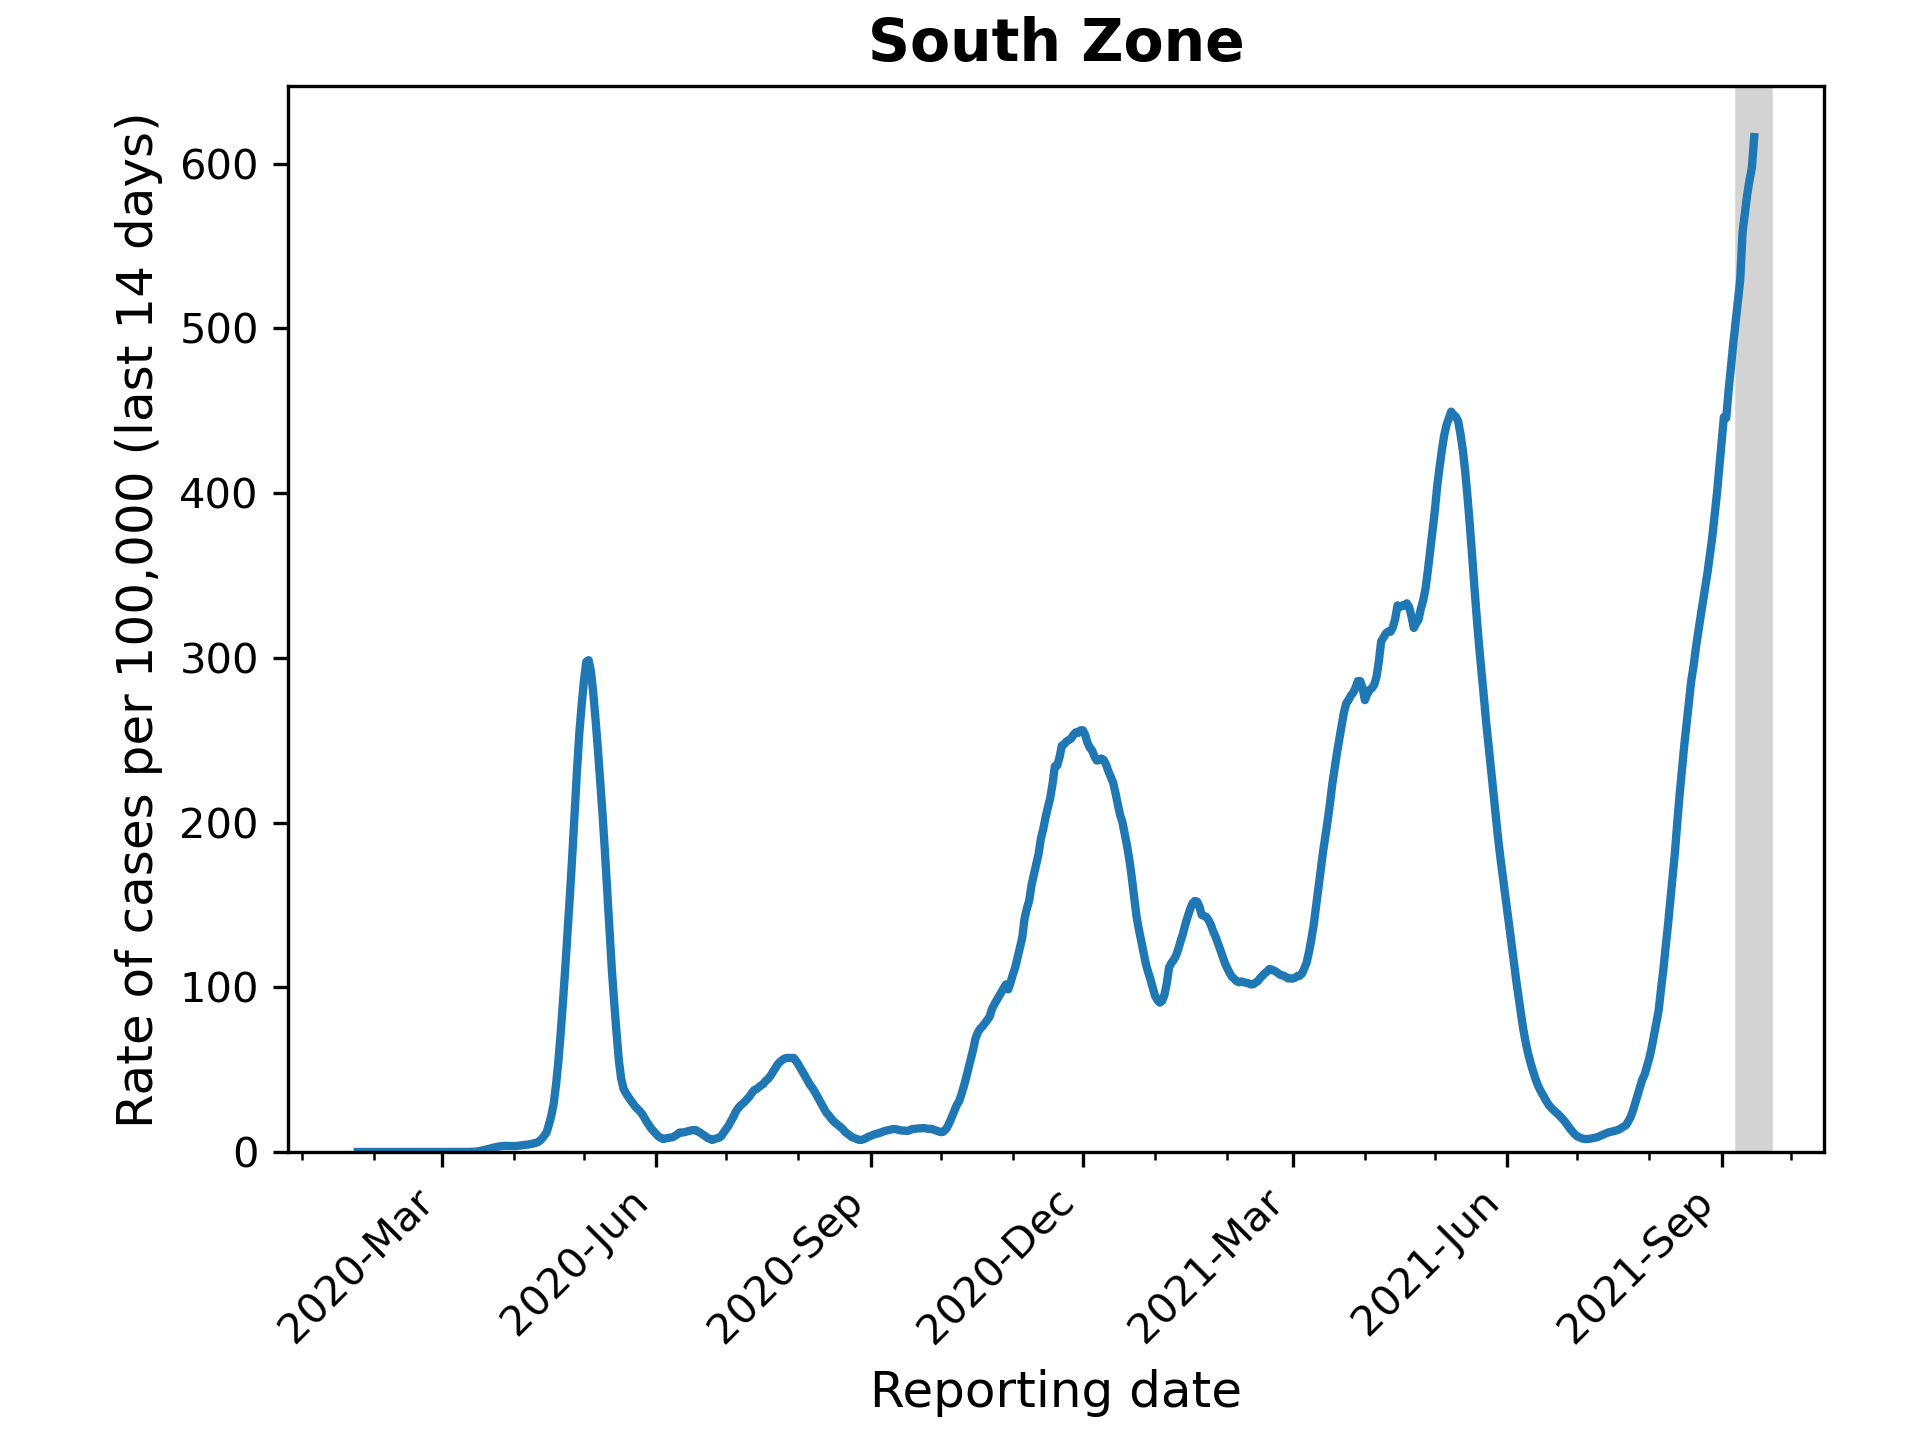 South Zone
Rate of cases per 100,000 (last 14 days)
600
500
400
300
200
100
0
2020-Mar
2020-Jun
2020-Sep
2020-Dec
2021-Mar
2021-Jun
2021-Sep
Reporting date